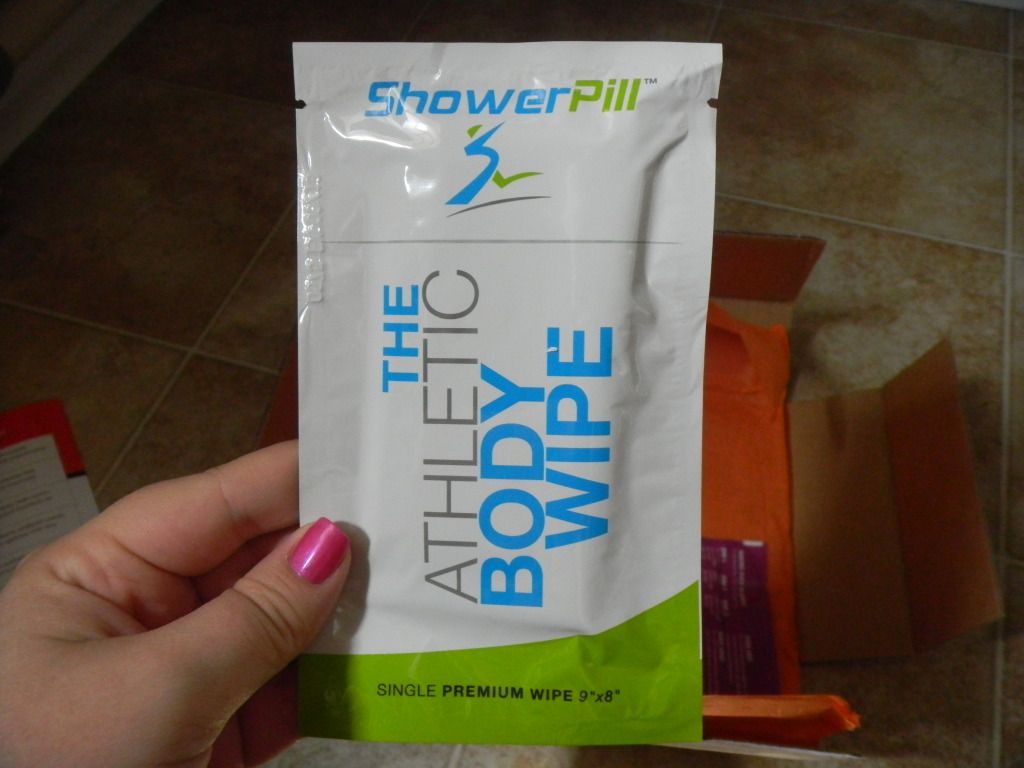 ShowerPill™
THE
ATHLETIC
BODY
WIPE
SINGLE PREMIUM WIPE 9"x8"